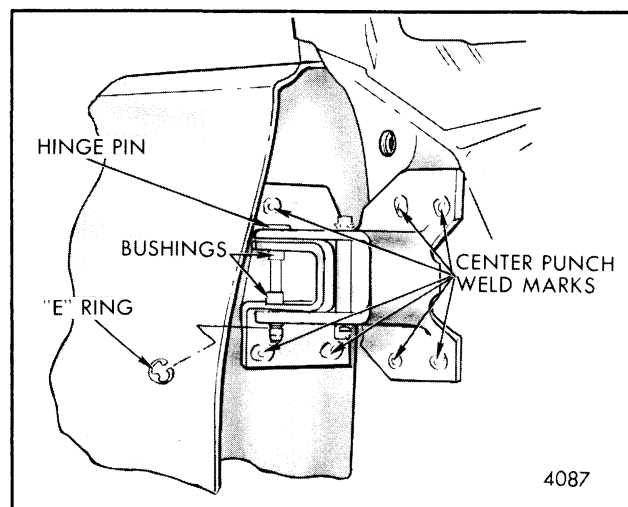 HINGE PIN
BUSHINGS
"E" RING
CENTER PUNCH
WELD MARKS
4087